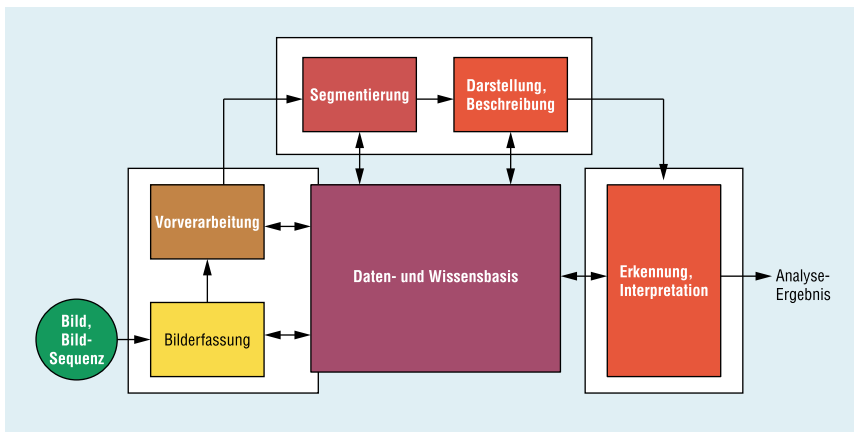 Segmentierung
Darstellung,
Beschreibung
Vorverarbeitung
Daten- und Wissensbasis
Erkennung,
Interpretation
Analyse-
Ergebnis
Bild,
Bild-
Sequenz
Bilderfassung